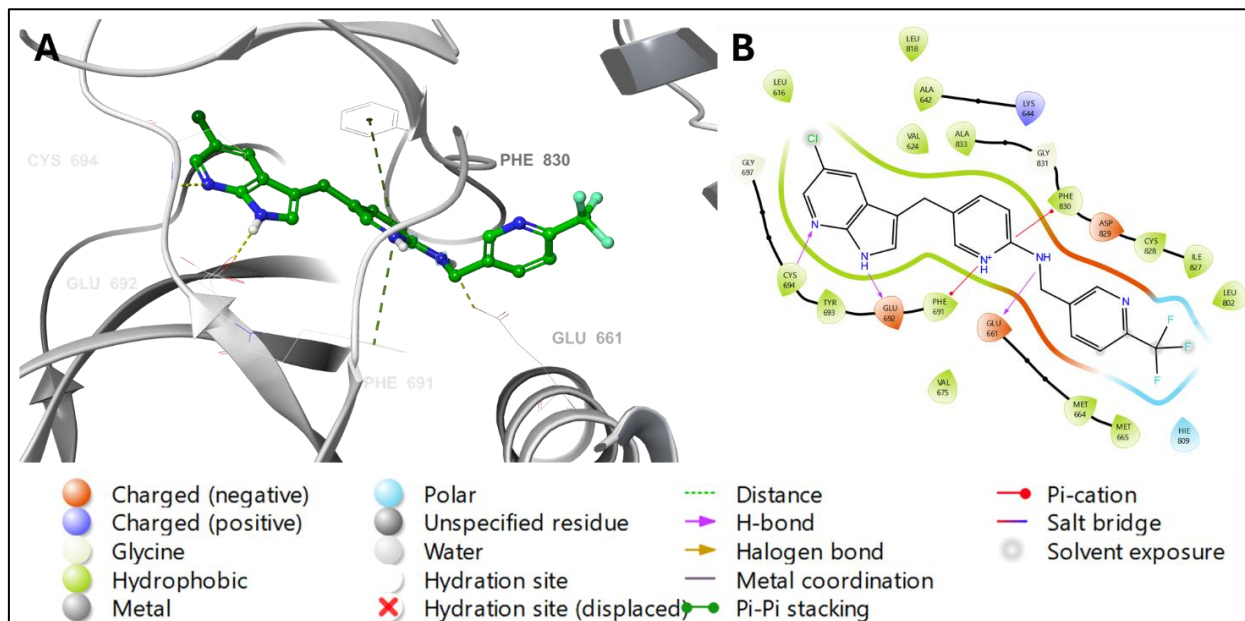 A
CYS 694
GLU 692
PHE 691
PHE 830
GLU 661
B
LEU 818
LEU 616
ALA 642
LYS 644
VAL 624
ALA 833
GLY 831
GLY 697
PHE 830
ASP 829
CYS 828
ILE 827
LEU 802
CYS 694
TYR 693
GLU 692
PHE 691
GLU 661
VAL 675
MET 664
MET 665
HIE 809
Cl
N
NH
NH+
NH
N
F
F
F
Charged (negative)
Charged (positive)
Glycine
Hydrophobic
Metal
Polar
Unspecified residue
Water
Hydration site
Hydration site (displaced)
Distance
H-bond
Halogen bond
Metal coordination
Pi-Pi stacking
Pi-cation
Salt bridge
Solvent exposure